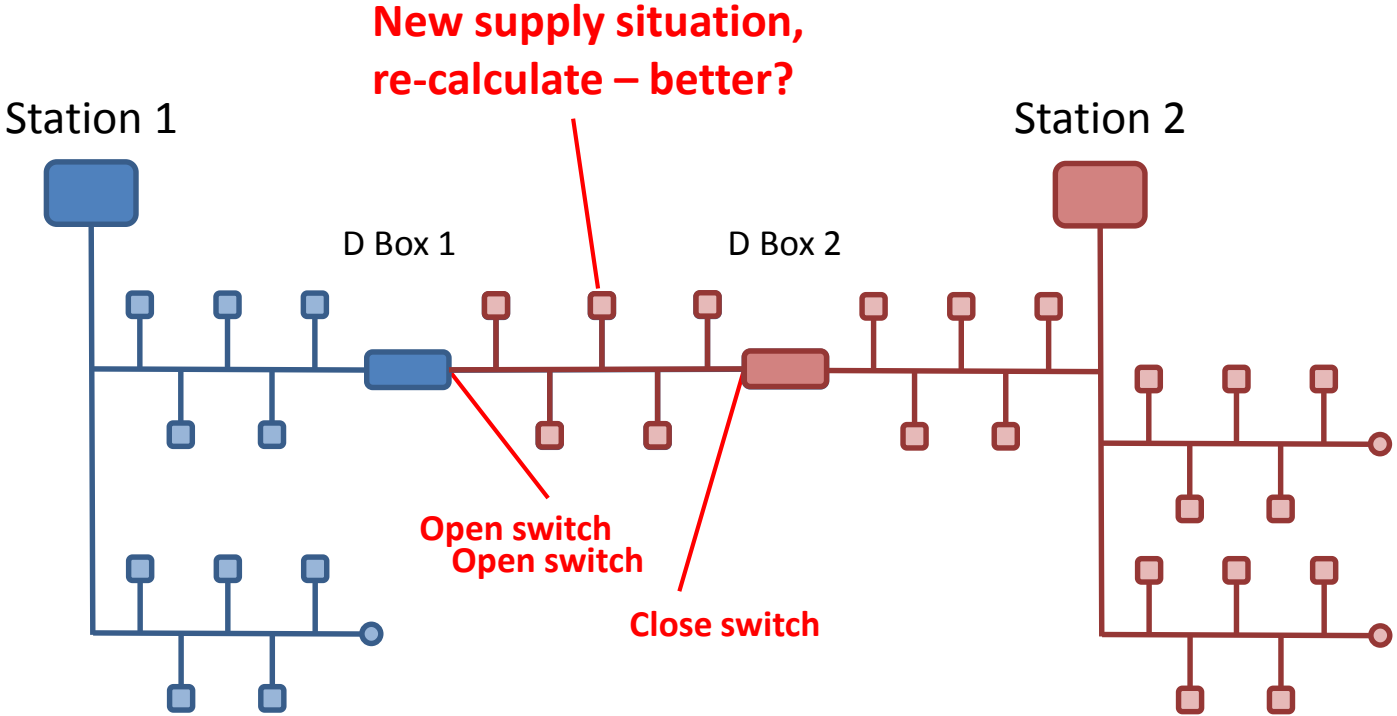 New supply situation,
re-calculate – better?
Station 1
Station 2
D Box 1
D Box 2
Open switch
Open switch
Close switch